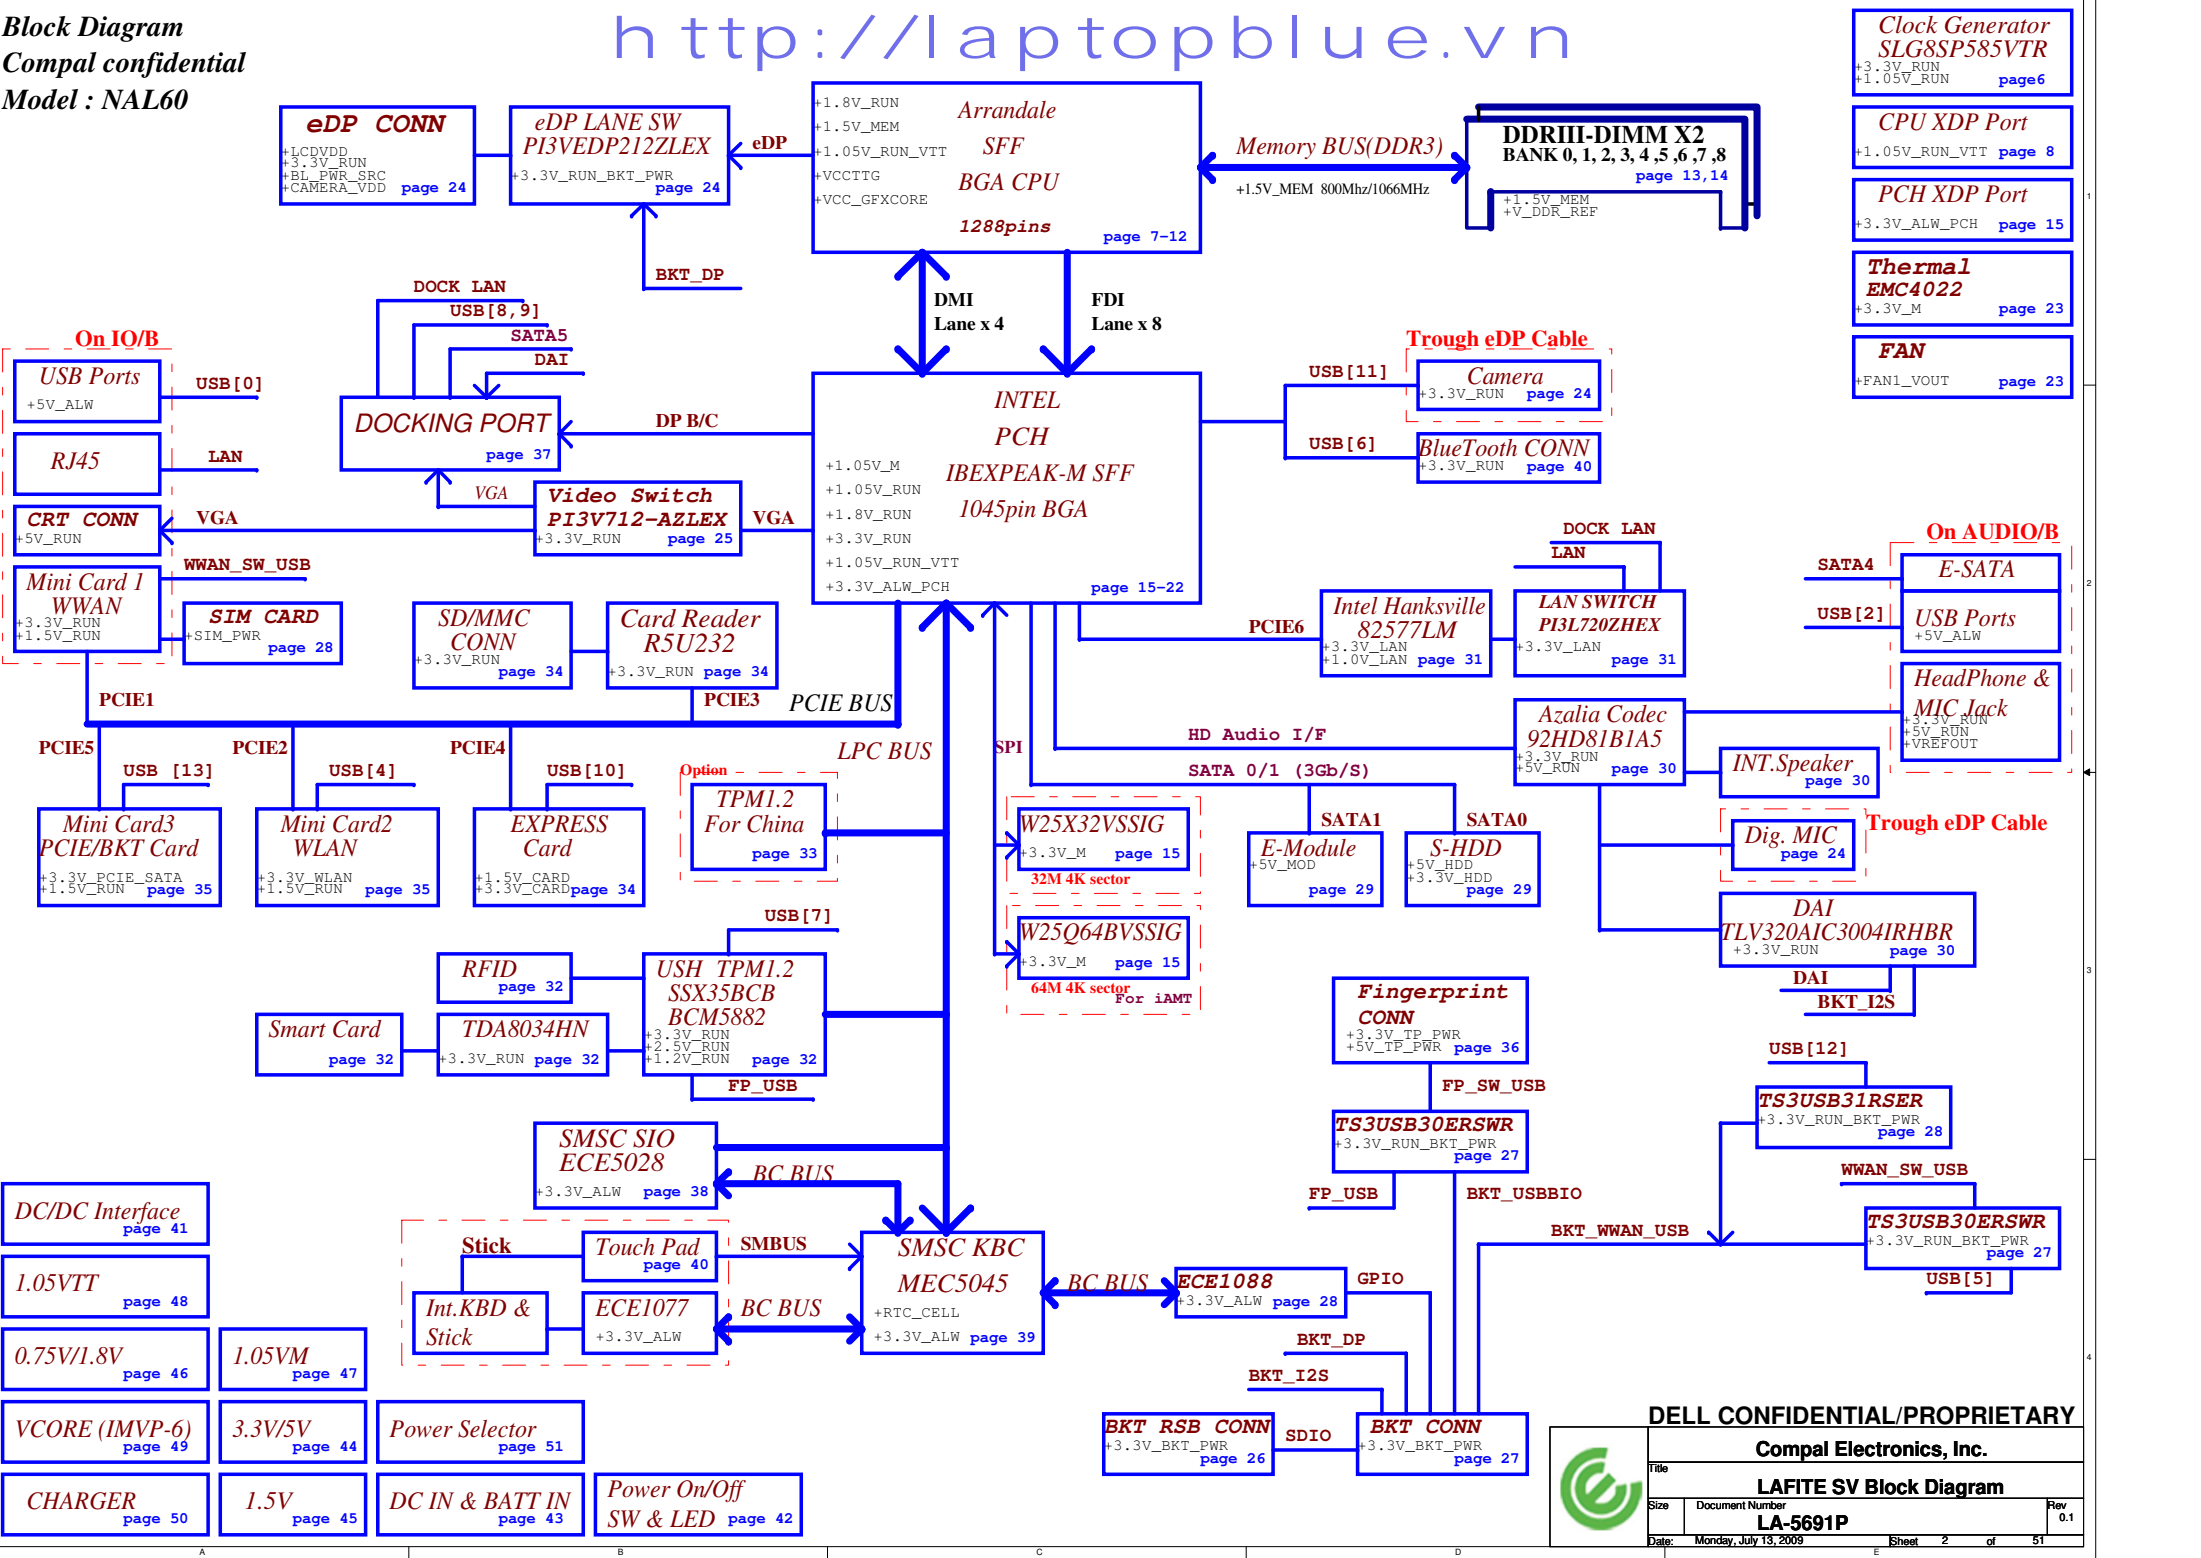 Block Diagram
Compal confidential
Model : NAL60
http://laptopblue.vn
Clock Generator
SLG8SP585VTR
+3.3V_RUN
+1.05V_RUN page6
CPU XDP Port
+1.05V_RUN_VTT page 8
PCH XDP Port
+3.3V_ALW_PCH page 15
Thermal
EMC4022
+3.3V_M page 23
FAN
+FAN1_VOUT page 23
eDP CONN
+LCDVDD
+3.3V_RUN
+BL_PWR_SRC
+CAMERA_VDD page 24
eDP LANE SW
PI3VEDP212ZLEX
+3.3V_RUN_BKT_PWR
page 24
eDP
BKT_DP
+1.8V_RUN
+1.5V_MEM
+1.05V_RUN_VTT
+VCCTTG
+VCC_GFXCORE
Arrandale
SFF
BGA CPU
1288pins
page 7-12
Memory BUS(DDR3)
+1.5V_MEM 800Mhz/1066MHz
DDRIII-DIMM X2
BANK 0, 1, 2, 3, 4 ,5 ,6 ,7 ,8
page 13,14
+1.5V_MEM
+V_DDR_REF
DMI
Lane x 4
FDI
Lane x 8
DOCK LAN
USB[8,9]
SATA5
DAI
DOCKING PORT
page 37
DP B/C
On IO/B
USB Ports
+5V_ALW
USB[0]
RJ45
LAN
CRT CONN
+5V_RUN
VGA
Mini Card 1
WWAN
+3.3V_RUN
+1.5V_RUN
WWAN_SW_USB
SIM CARD
+SIM_PWR
page 28
VGA
Video Switch
PI3V712-AZLEX
+3.3V_RUN page 25
VGA
INTEL
PCH
IBEXPEAK-M SFF
1045pin BGA
+1.05V_M
+1.05V_RUN
+1.8V_RUN
+3.3V_RUN
+1.05V_RUN_VTT
+3.3V_ALW_PCH
page 15-22
Trough eDP Cable
USB[11]
Camera
+3.3V_RUN page 24
USB[6]
BlueTooth CONN
+3.3V_RUN page 40
SD/MMC
CONN
+3.3V_RUN
page 34
Card Reader
R5U232
+3.3V_RUN page 34
PCIE1
PCIE3
PCIE BUS
PCIE6
Intel Hanksville
82577LM
+3.3V_LAN
+1.0V_LAN page 31
DOCK LAN
LAN
LAN SWITCH
PI3L720ZHEX
+3.3V_LAN
page 31
On AUDIO/B
SATA4
E-SATA
USB[2]
USB Ports
+5V_ALW
HeadPhone &
MIC Jack
+3.3V_RUN
+5V_RUN
+VREFOUT
PCIE5
PCIE2
PCIE4
USB [13]
USB[4]
USB[10]
LPC BUS
SPI
HD Audio I/F
Azalia Codec
92HD81B1A5
+3.3V_RUN
+5V_RUN page 30
INT.Speaker
page 30
SATA 0/1 (3Gb/S)
Mini Card3
PCIE/BKT Card
+3.3V_PCIE_SATA
+1.5V_RUN page 35
Mini Card2
WLAN
+3.3V_WLAN
+1.5V_RUN page 35
EXPRESS
Card
+1.5V_CARD
+3.3V_CARD page 34
Option
TPM1.2
For China
page 33
W25X32VSSIG
+3.3V_M page 15
32M 4K sector
W25Q64BVSSIG
+3.3V_M page 15
64M 4K sector
For iAMT
SATA1
E-Module
+5V_MOD
page 29
SATA0
S-HDD
+5V_HDD
+3.3V_HDD
page 29
Dig. MIC
page 24
Trough eDP Cable
DAI
TLV320AIC3004IRHBR
+3.3V_RUN page 30
DAI
BKT_I2S
USB[7]
RFID
page 32
USH TPM1.2
SSX35BCB
BCM5882
+3.3V_RUN
+2.5V_RUN
+1.2V_RUN page 32
Smart Card
page 32
TDA8034HN
+3.3V_RUN page 32
FP_USB
Fingerprint
CONN
+3.3V_TP_PWR
+5V_TP_PWR page 36
FP_SW_USB
TS3USB30ERSWR
+3.3V_RUN_BKT_PWR
page 27
FP_USB
BKT_USBBIO
USB[12]
TS3USB31RSER
+3.3V_RUN_BKT_PWR
page 28
WWAN_SW_USB
TS3USB30ERSWR
+3.3V_RUN_BKT_PWR
page 27
USB[5]
BKT_WWAN_USB
SMSC SIO
ECE5028
+3.3V_ALW page 38
BC BUS
Stick
Touch Pad
page 40
SMBUS
Int.KBD &
Stick
ECE1077
+3.3V_ALW
BC BUS
SMSC KBC
MEC5045
+RTC_CELL
+3.3V_ALW page 39
BC BUS
ECE1088
+3.3V_ALW page 28
GPIO
BKT_DP
BKT_I2S
BKT RSB CONN
+3.3V_BKT_PWR
page 26
SDIO
BKT CONN
+3.3V_BKT_PWR
page 27
DC/DC Interface
page 41
1.05VTT
page 48
0.75V/1.8V
page 46
1.05VM
page 47
VCORE (IMVP-6)
page 49
3.3V/5V
page 44
Power Selector
page 51
CHARGER
page 50
1.5V
page 45
DC IN & BATT IN
page 43
Power On/Off
SW & LED page 42
DELL CONFIDENTIAL/PROPRIETARY
Compal Electronics, Inc.
Title
LAFITE SV Block Diagram
Size Document Number Rev
LA-5691P 0.1
Date: Monday, July 13, 2009 Sheet 2 of 51
A B C D E
1
2
3
4